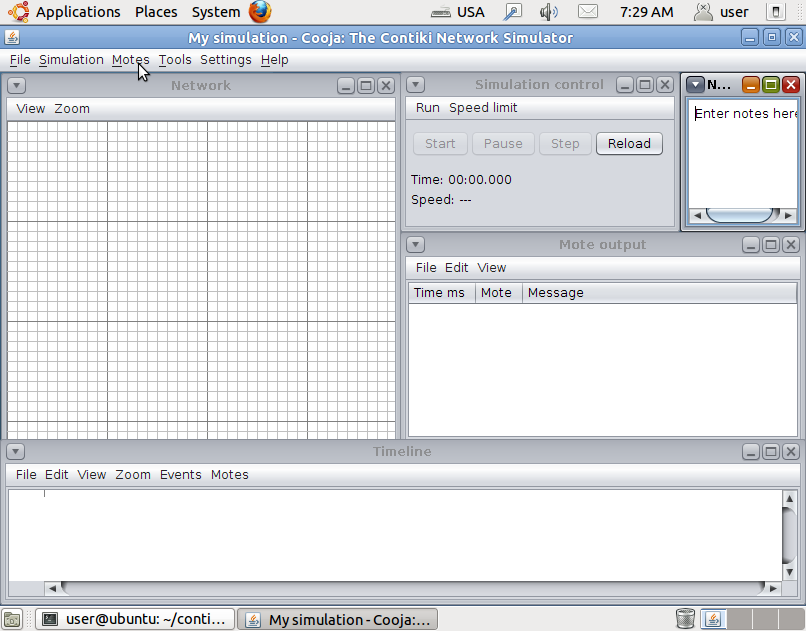 Applications Places System USA 7:29 AM user
My simulation - Cooja: The Contiki Network Simulator
File Simulation Motes Tools Settings Help
Network
View Zoom
Simulation control
Run Speed limit
Start Pause Step Reload
Time: 00:00.000
Speed: ---
N...
Enter notes here
Mote output
File Edit View
Time ms Mote Message
Timeline
File Edit View Zoom Events Motes
user@ubuntu: ~/conti... My simulation - Cooja:...